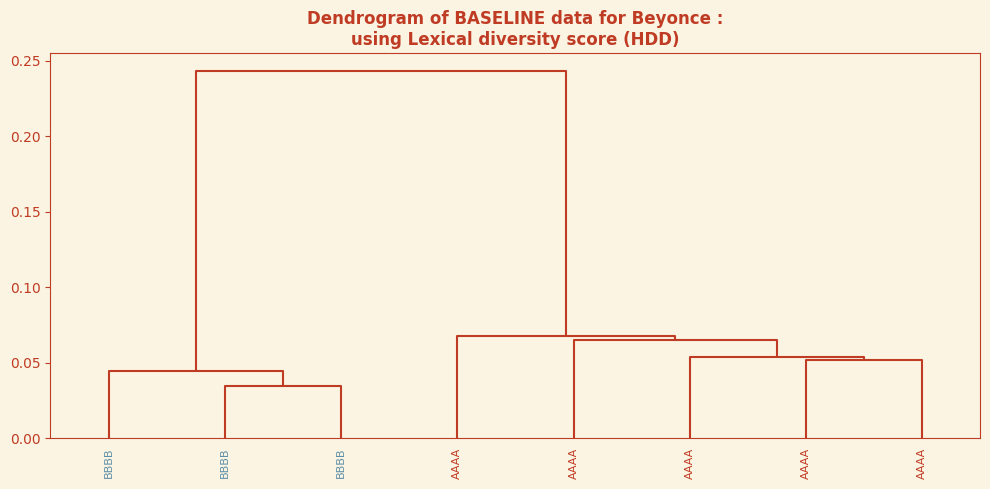 Dendrogram of BASELINE data for Beyonce :
using Lexical diversity score (HDD)
0.25
0.20
0.15
0.10
0.05
0.00
BBBB
BBBB
BBBB
AAAA
AAAA
AAAA
AAAA
AAAA